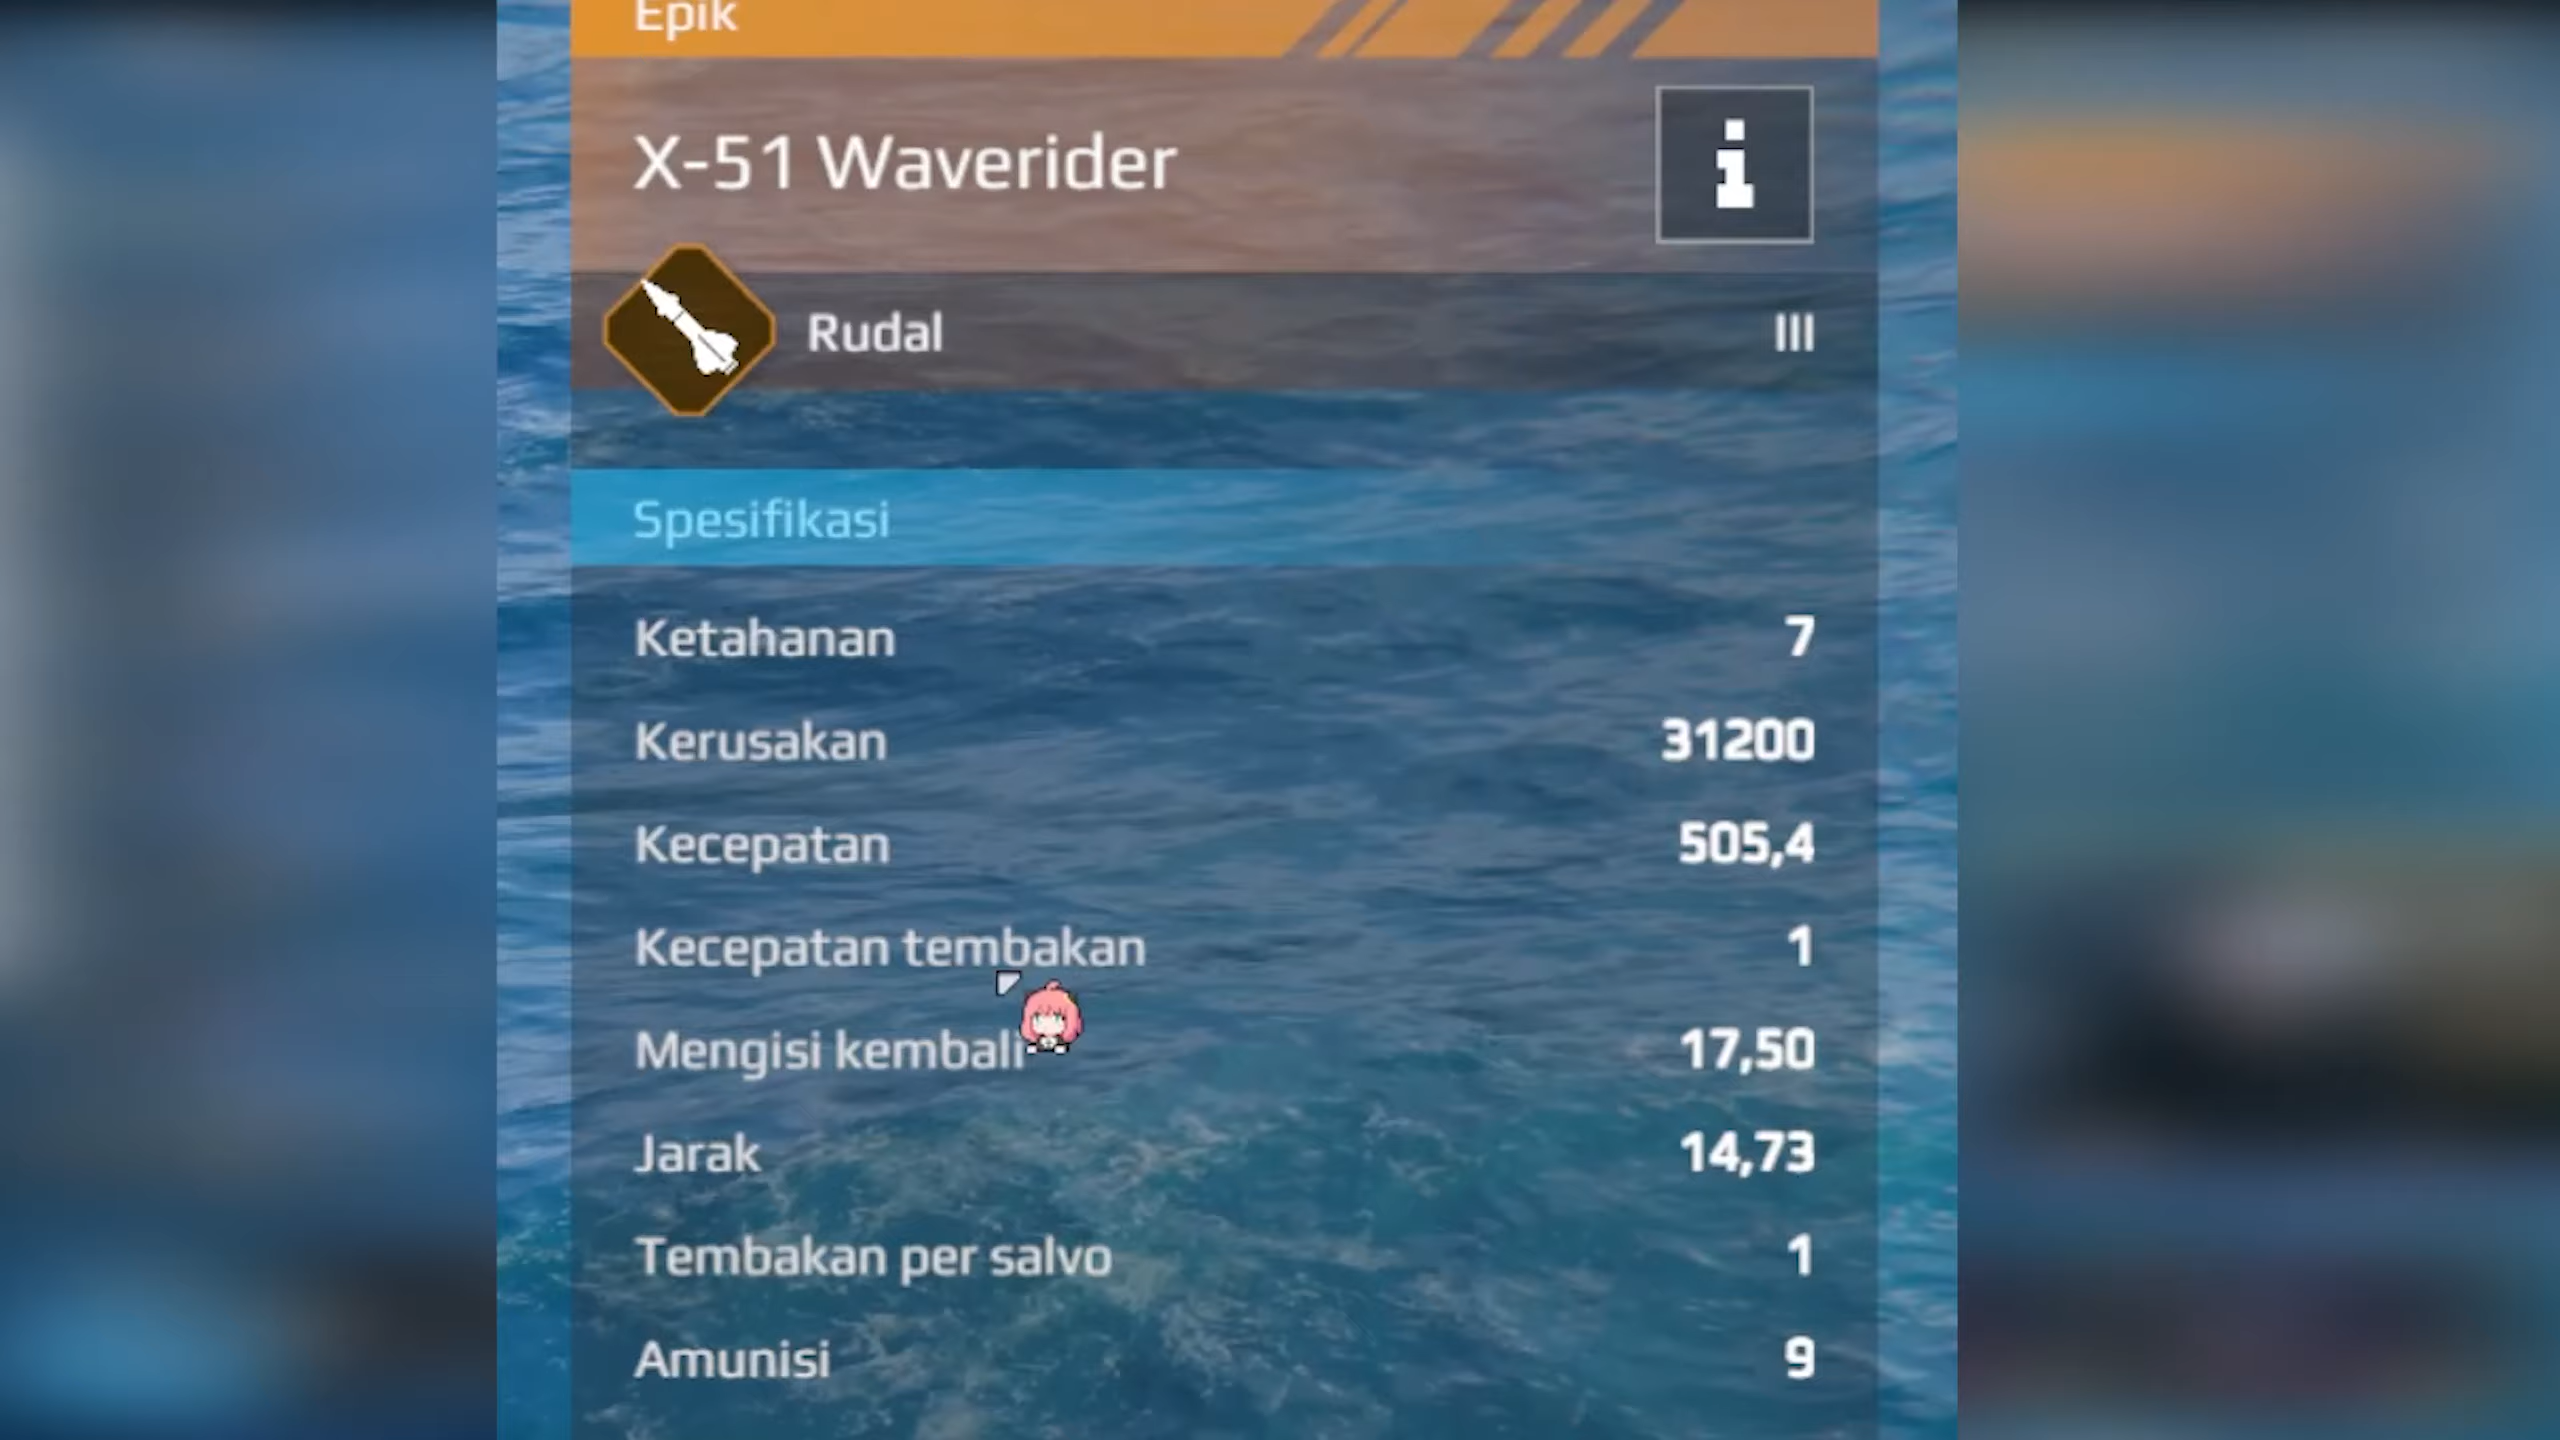 Epik
X-51 Waverider
i
Rudal III
Spesifikasi
Ketahanan 7
Kerusakan 31200
Kecepatan 505,4
Kecepatan tembakan 1
Mengisi kembali 17,50
Jarak 14,73
Tembakan per salvo 1
Amunisi 9